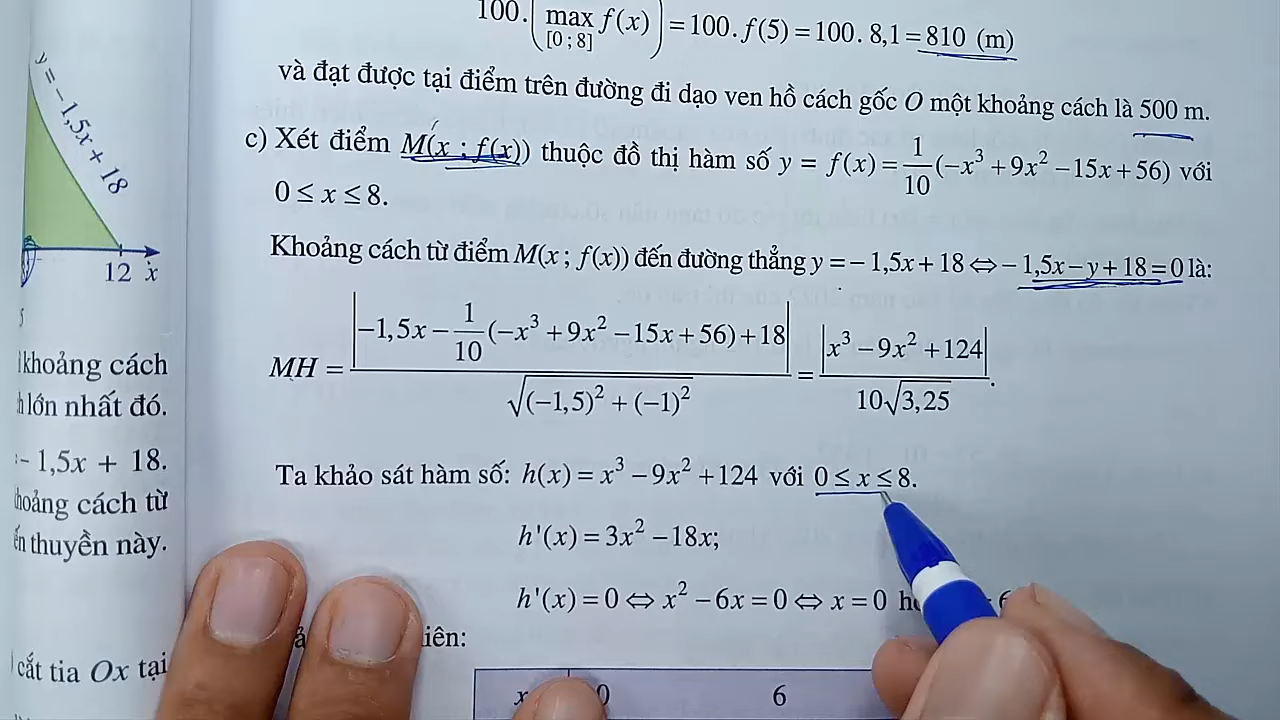 100.(max f(x)) = 100.f(5) = 100. 8,1 = 810 (m)
[0 ; 8]
và đạt được tại điểm trên đường đi dạo ven hồ cách gốc O một khoảng cách là 500 m.
c) Xét điểm M(x ; f(x)) thuộc đồ thị hàm số y = f(x) = 1/10(−x³ + 9x² −15x + 56) với
0 ≤ x ≤ 8.
Khoảng cách từ điểm M(x ; f(x)) đến đường thẳng y = − 1,5x + 18 ⇔ − 1,5x − y + 18 = 0 là:
MH = |−1,5x − 1/10(−x³ + 9x² −15x + 56) + 18| / √((−1,5)² + (−1)²) = |x³ − 9x² + 124| / 10√3,25.
Ta khảo sát hàm số: h(x) = x³ − 9x² + 124 với 0 ≤ x ≤ 8.
h'(x) = 3x² −18x;
h'(x) = 0 ⇔ x² − 6x = 0 ⇔ x = 0
iên:
x 0 6
y = −1,5x + 18
12 x
khoảng cách
lớn nhất đó.
− 1,5x + 18.
khoảng cách từ
thuyền này.
cắt tia Ox tại